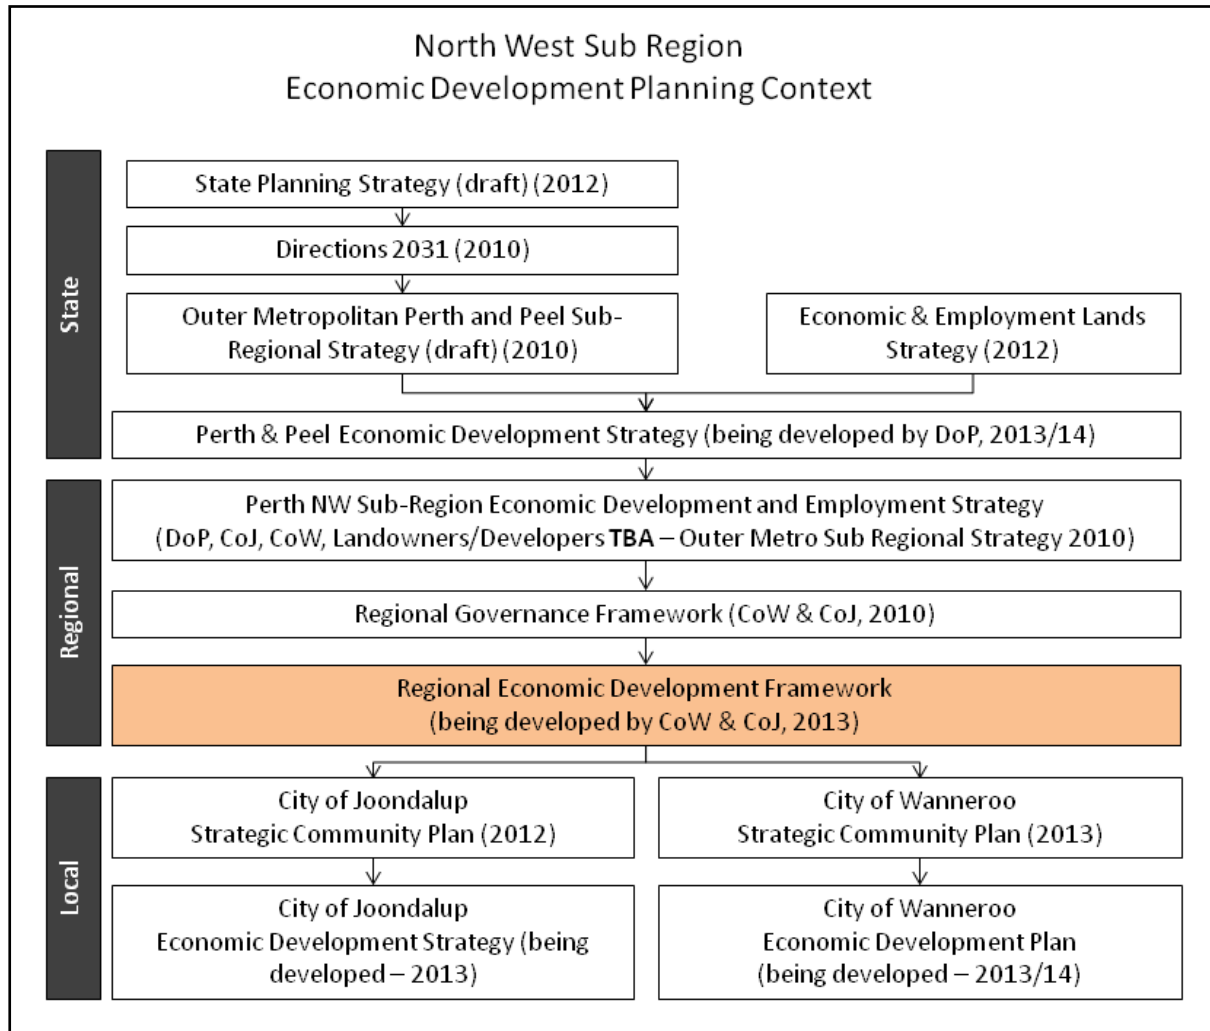 North West Sub Region
Economic Development Planning Context
State
State Planning Strategy (draft) (2012)
Directions 2031 (2010)
Outer Metropolitan Perth and Peel Sub-
Regional Strategy (draft) (2010)
Economic & Employment Lands
Strategy (2012)
Perth & Peel Economic Development Strategy (being developed by DoP, 2013/14)
Regional
Perth NW Sub-Region Economic Development and Employment Strategy
(DoP, CoJ, CoW, Landowners/Developers TBA – Outer Metro Sub Regional Strategy 2010)
Regional Governance Framework (CoW & CoJ, 2010)
Regional Economic Development Framework
(being developed by CoW & CoJ, 2013)
Local
City of Joondalup
Strategic Community Plan (2012)
City of Wanneroo
Strategic Community Plan (2013)
City of Joondalup
Economic Development Strategy (being
developed – 2013)
City of Wanneroo
Economic Development Plan
(being developed – 2013/14)